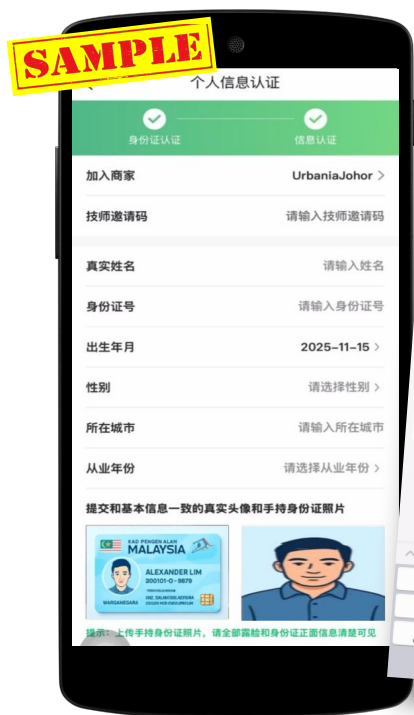 SAMPLE
个人信息认证
身份证认证
信息认证
加入商家 UrbaniaJohor >
技师邀请码 请输入技师邀请码
真实姓名 请输入姓名
身份证号 请输入身份证号
出生年月 2025-11-15 >
性别 请选择性别 >
所在城市 请输入所在城市
从业年份 请选择从业年份 >
提交和基本信息一致的真实头像和手持身份证照片
KAD PENGENALAN
MALAYSIA
ALEXANDER LIM
200101-0-9879
WARGANEGARA
提示：上传手持身份证照片，请全部露脸和身份证正面信息清楚可见